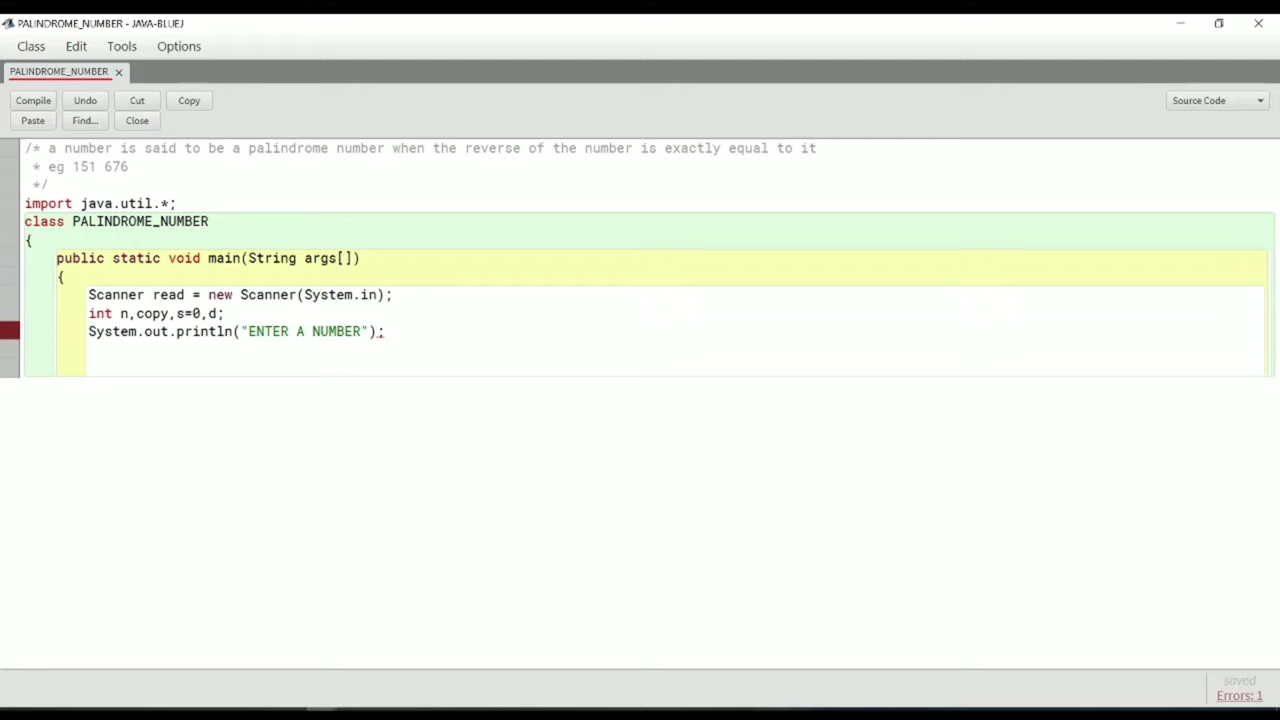 PALINDROME_NUMBER - JAVA-BLUEJ
Class Edit Tools Options
PALINDROME_NUMBER
Compile Undo Cut Copy Source Code
Paste Find... Close
/* a number is said to be a palindrome number when the reverse of the number is exactly equal to it
* eg 151 676
*/
import java.util.*;
class PALINDROME_NUMBER
{
public static void main(String args[])
{
Scanner read = new Scanner(System.in);
int n,copy,s=0,d;
System.out.println("ENTER A NUMBER");
saved
Errors: 1